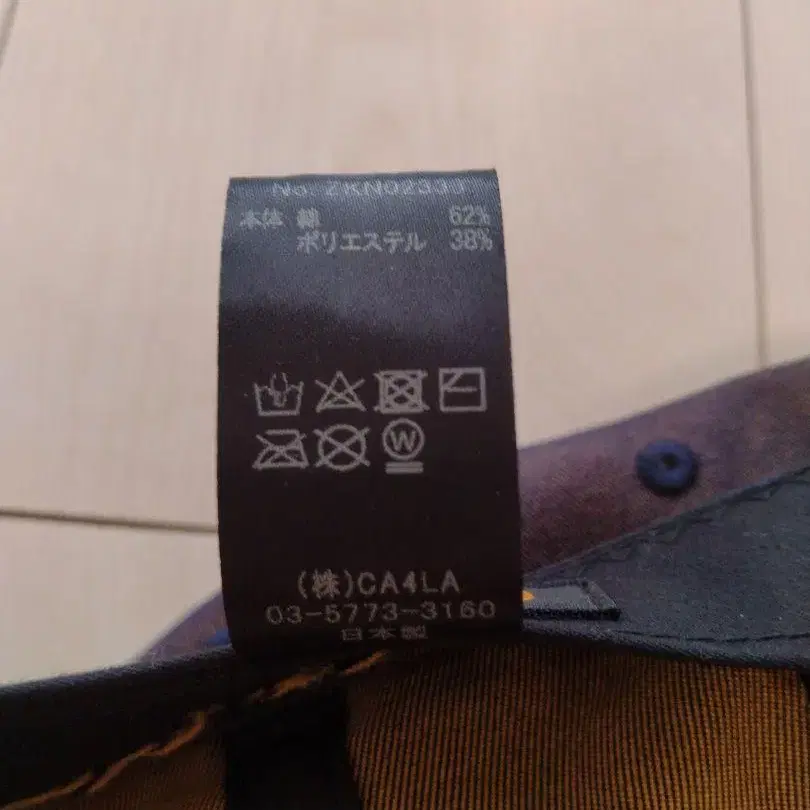 No. ZKN02333
本体 綿 62%
ポリエステル 38%
W
(株)CA4LA
03-5773-3160
日本製